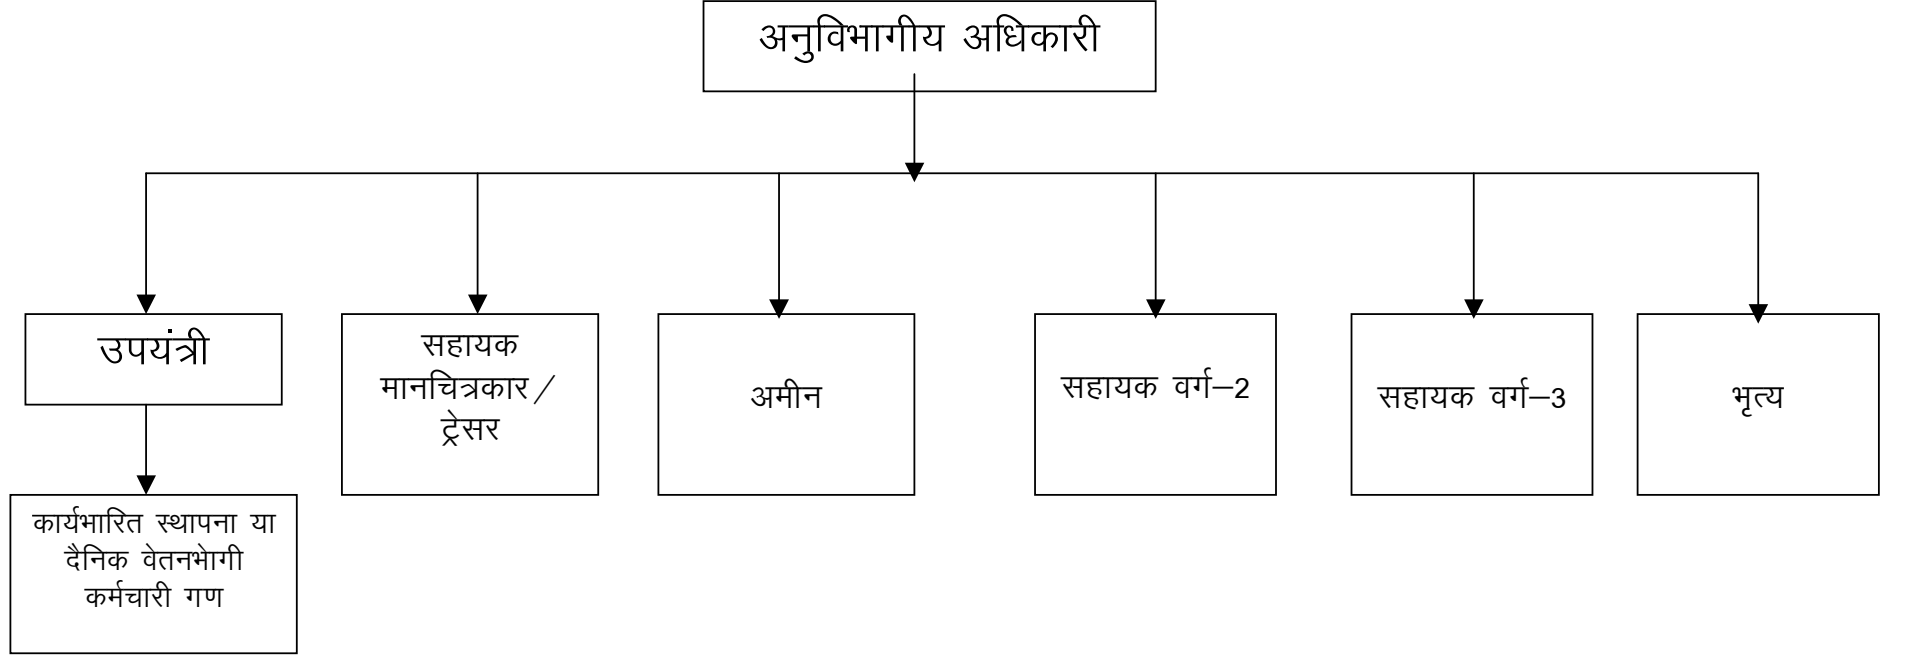 अनुविभागीय अधिकारी
उपयंत्री
सहायक
मानचित्रकार/
ट्रेसर
अमीन
सहायक वर्ग–2
सहायक वर्ग–3
भृत्य
कार्यभारित स्थापना या
दैनिक वेतनभेागी
कर्मचारी गण